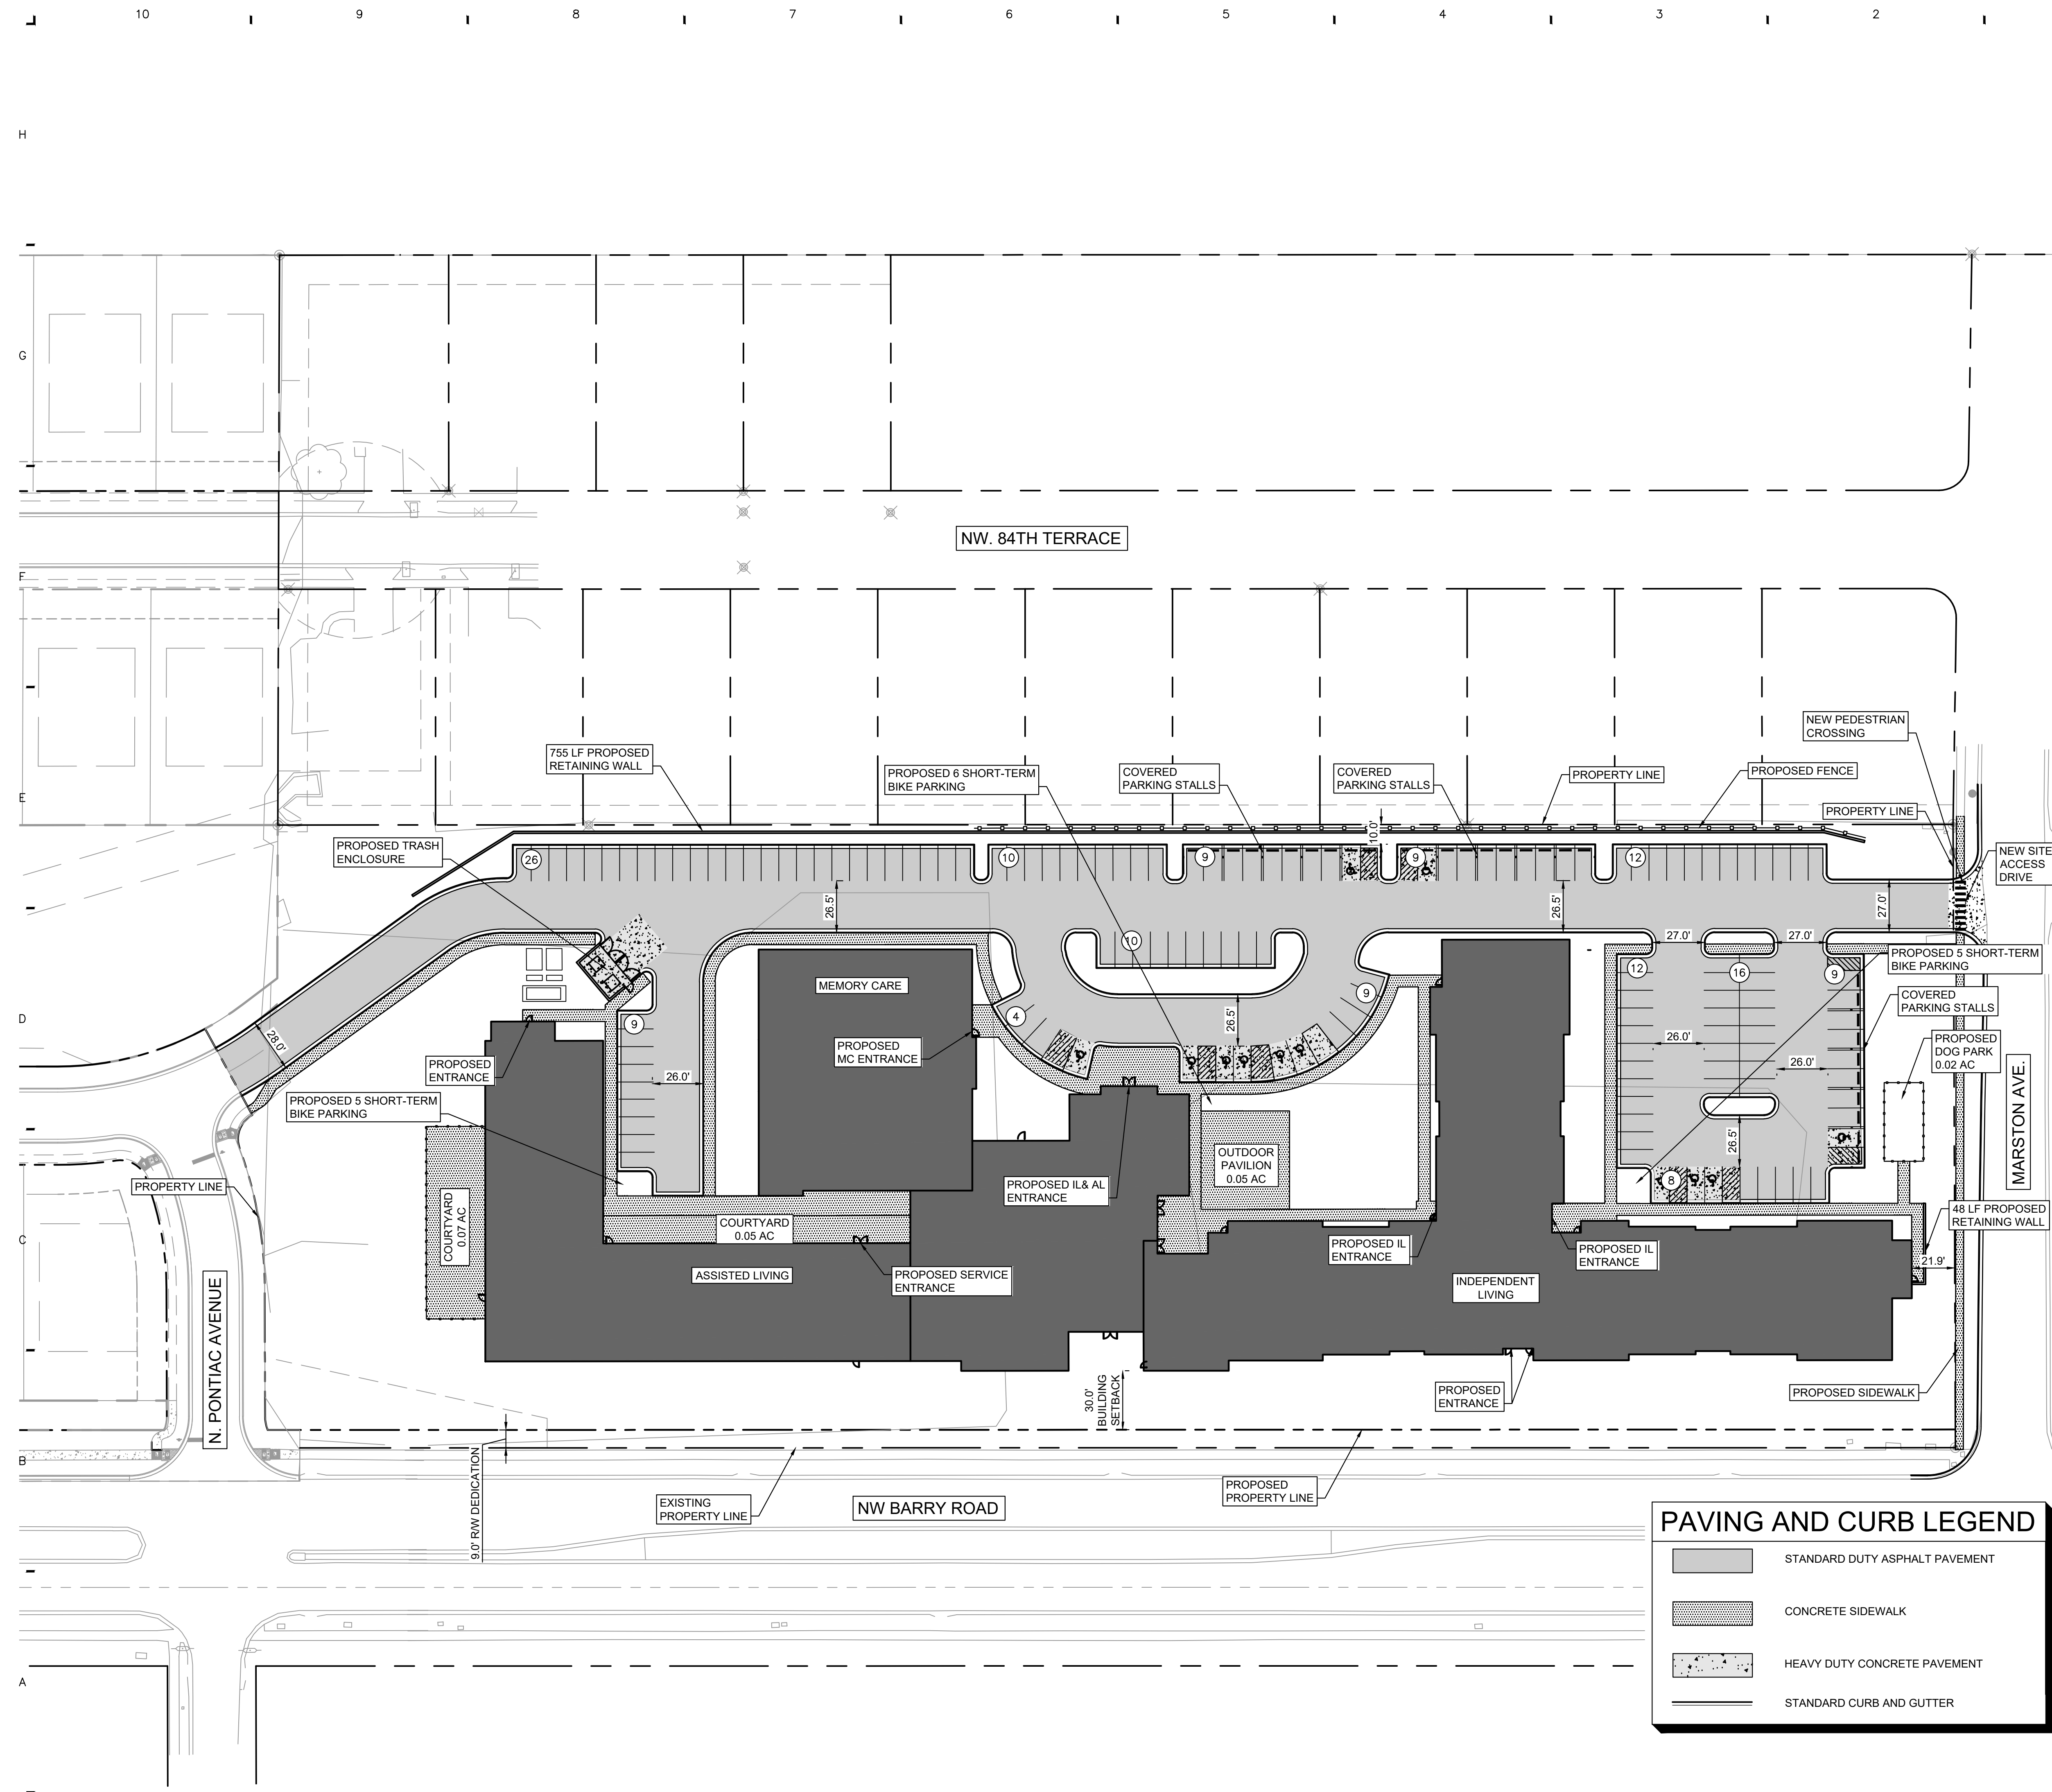 10 9 8 7 6 5 4 3 2
H
G
NW. 84TH TERRACE
F
NEW PEDESTRIAN
CROSSING
755 LF PROPOSED
RETAINING WALL
PROPOSED 6 SHORT-TERM
BIKE PARKING
COVERED
PARKING STALLS
COVERED
PARKING STALLS
PROPERTY LINE
PROPOSED FENCE
E
PROPERTY LINE
10.0'
PROPOSED TRASH
ENCLOSURE
26
10
9
9
12
NEW SITE
ACCESS
DRIVE
26.5'
26.5'
27.0'
10
27.0'
27.0'
PROPOSED 5 SHORT-TERM
BIKE PARKING
12
16
9
MEMORY CARE
9
COVERED
PARKING STALLS
D
9
4
26.5'
28.0'
PROPOSED
MC ENTRANCE
26.0'
PROPOSED
DOG PARK
0.02 AC
PROPOSED
ENTRANCE
26.0'
26.0'
MARSTON AVE.
PROPOSED 5 SHORT-TERM
BIKE PARKING
26.5'
OUTDOOR
PAVILION
0.05 AC
PROPERTY LINE
PROPOSED IL& AL
ENTRANCE
8
COURTYARD
0.07 AC
COURTYARD
0.05 AC
48 LF PROPOSED
RETAINING WALL
C
PROPOSED IL
ENTRANCE
PROPOSED IL
ENTRANCE
21.9'
ASSISTED LIVING
PROPOSED SERVICE
ENTRANCE
INDEPENDENT
LIVING
N. PONTIAC AVENUE
30.0'
BUILDING
SETBACK
PROPOSED
ENTRANCE
PROPOSED SIDEWALK
B
9.0' R/W DEDICATION
EXISTING
PROPERTY LINE
NW BARRY ROAD
PROPOSED
PROPERTY LINE
PAVING AND CURB LEGEND
STANDARD DUTY ASPHALT PAVEMENT
CONCRETE SIDEWALK
HEAVY DUTY CONCRETE PAVEMENT
A
STANDARD CURB AND GUTTER